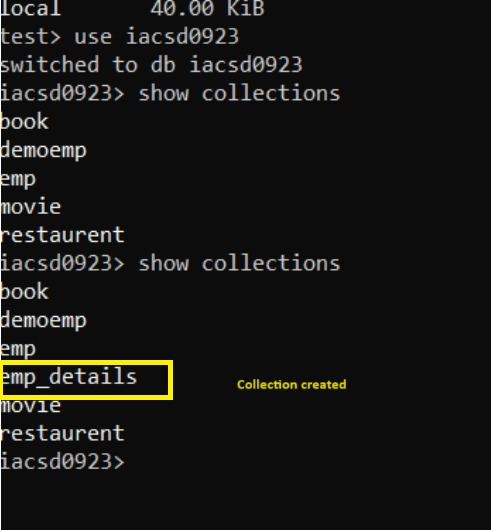 local 40.00 KiB
test> use iacsd0923
switched to db iacsd0923
iacsd0923> show collections
book
demoemp
emp
movie
restaurent
iacsd0923> show collections
book
demoemp
emp
emp_details
Collection created
movie
restaurent
iacsd0923>